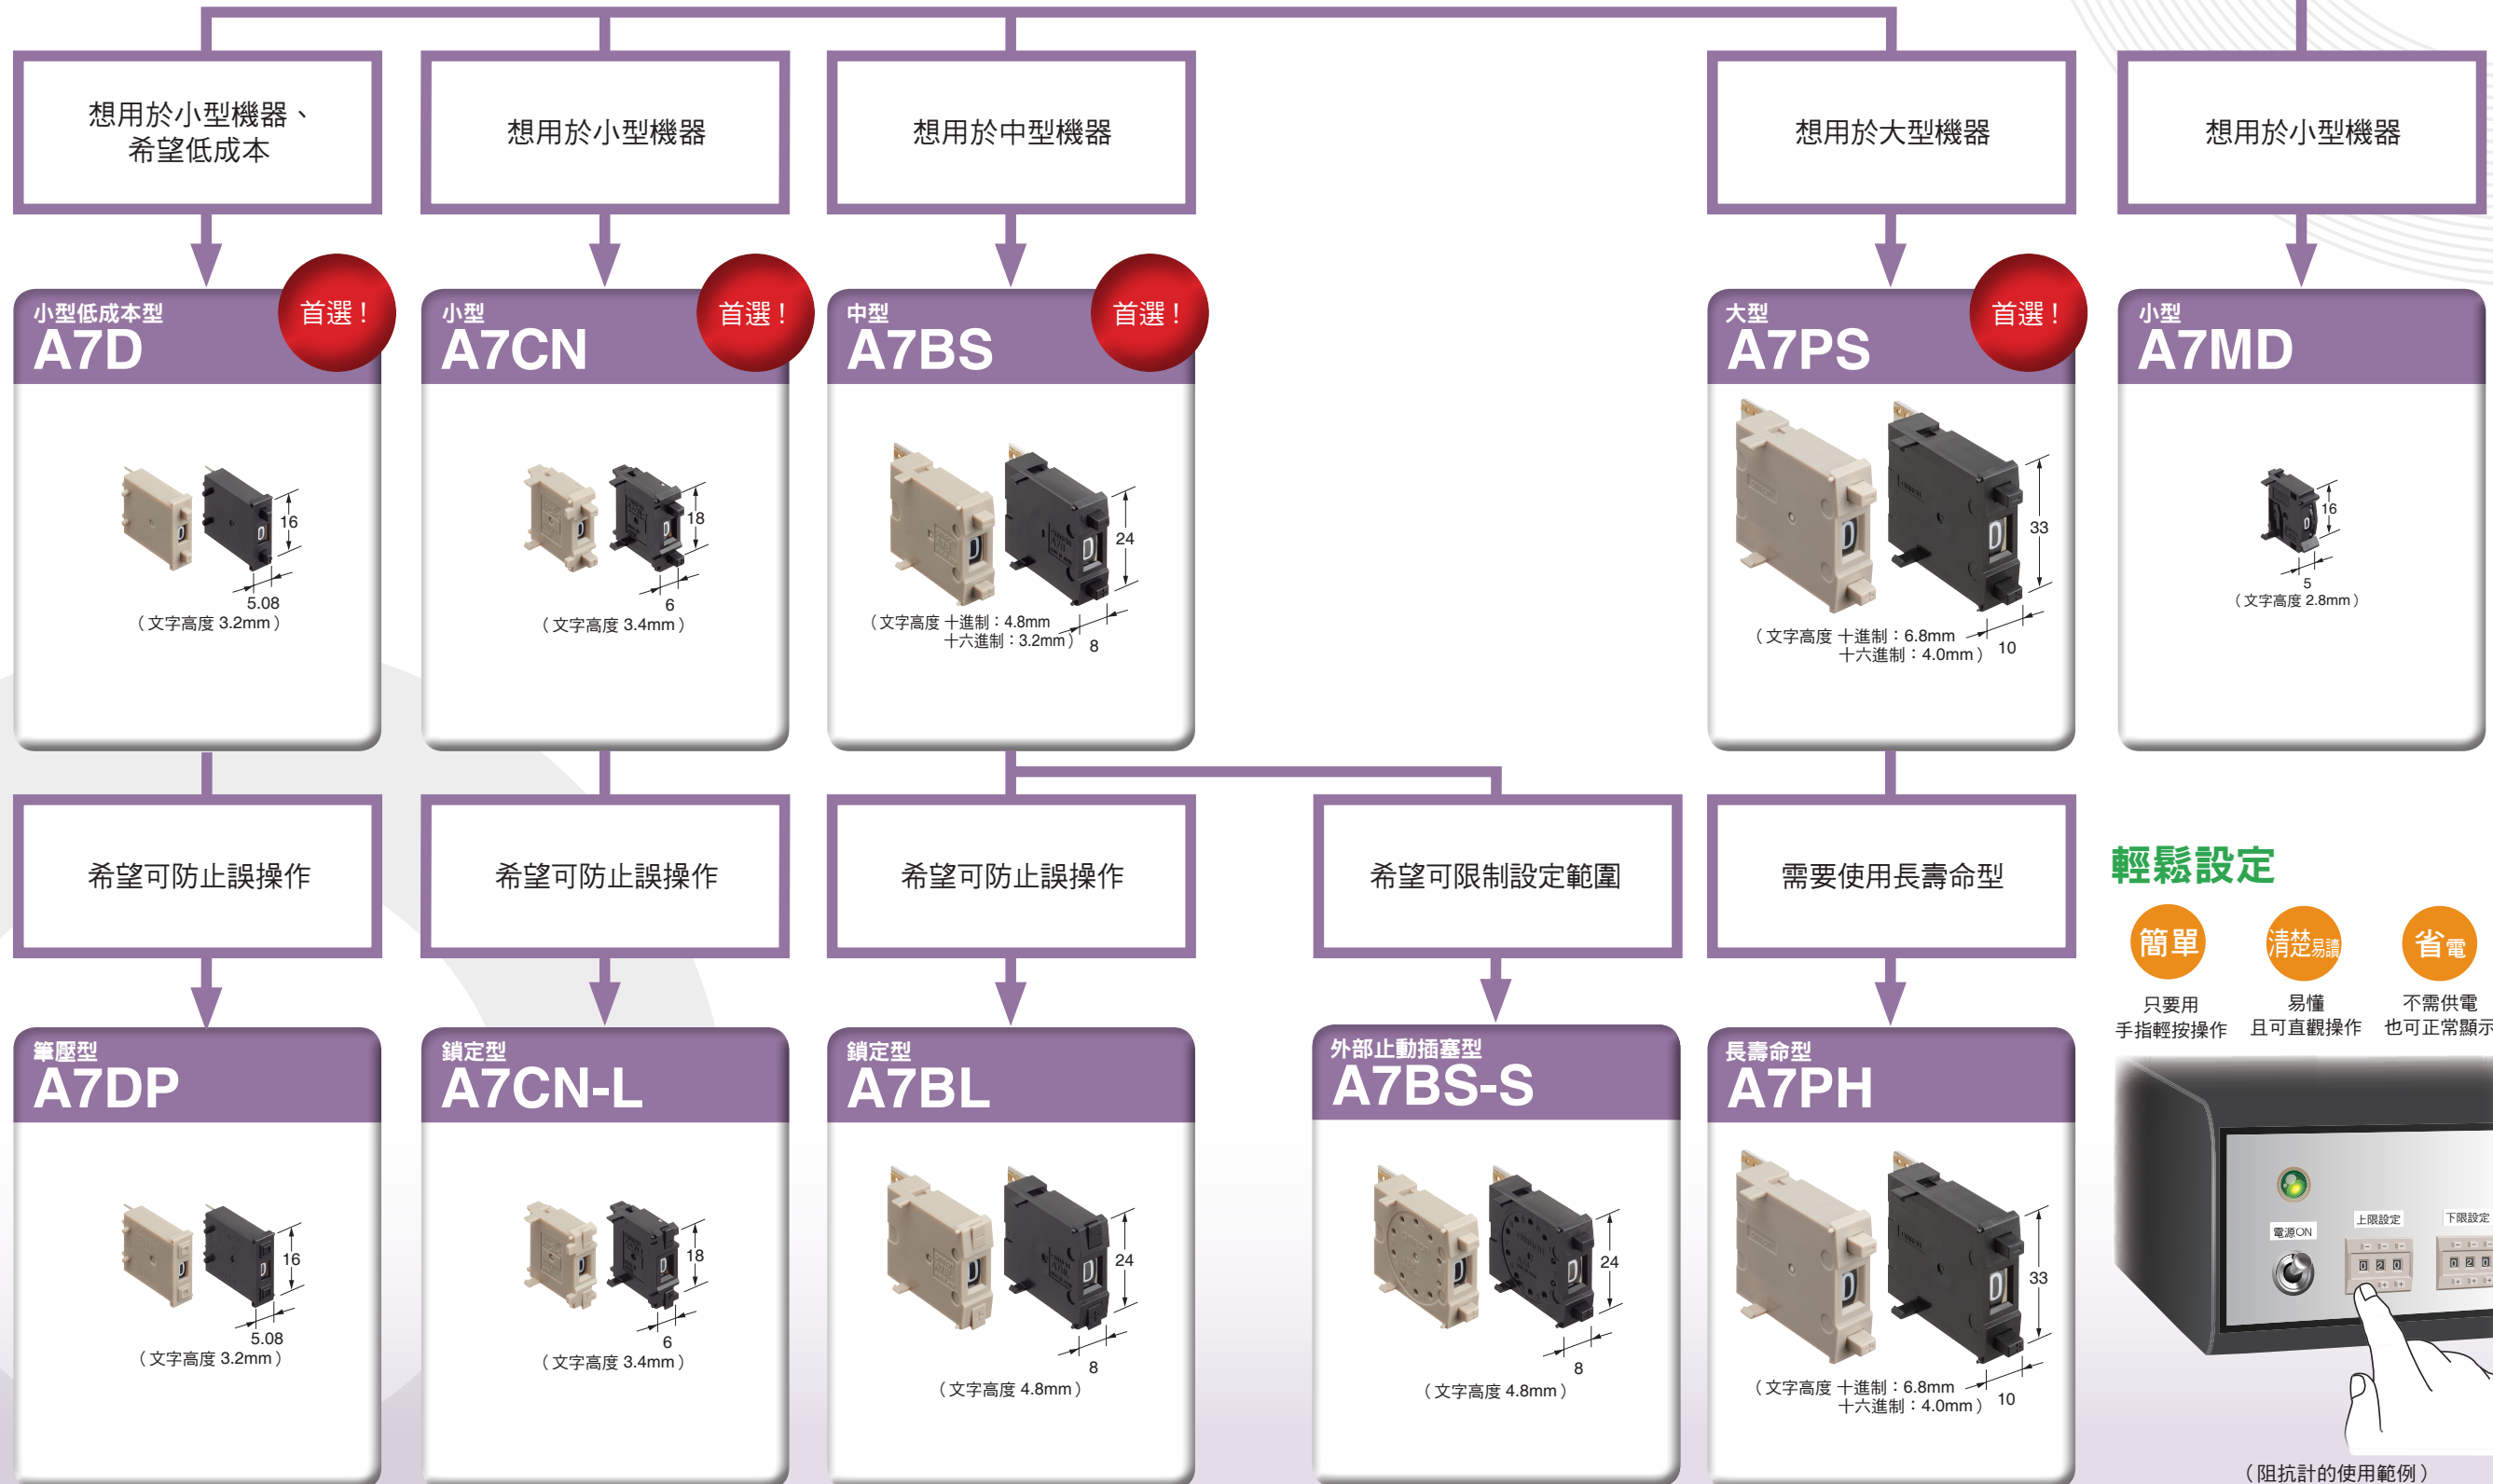 想用於小型機器、
希望低成本
想用於小型機器
想用於中型機器
想用於大型機器
想用於小型機器
小型低成本型
A7D
首選！
16
5.08
（文字高度 3.2mm）
小型
A7CN
首選！
18
6
（文字高度 3.4mm）
中型
A7BS
首選！
24
8
（文字高度 十進制：4.8mm
十六進制：3.2mm）
大型
A7PS
首選！
33
10
（文字高度 十進制：6.8mm
十六進制：4.0mm）
小型
A7MD
16
5
（文字高度 2.8mm）
希望可防止誤操作
希望可防止誤操作
希望可防止誤操作
希望可限制設定範圍
需要使用長壽命型
筆壓型
A7DP
16
5.08
（文字高度 3.2mm）
鎖定型
A7CN-L
18
6
（文字高度 3.4mm）
鎖定型
A7BL
24
8
（文字高度 4.8mm）
外部止動插塞型
A7BS-S
24
8
（文字高度 4.8mm）
長壽命型
A7PH
33
10
（文字高度 十進制：6.8mm
十六進制：4.0mm）
輕鬆設定
簡單
只要用
手指輕按操作
清楚易讀
易懂
且可直觀操作
省電
不需供電
也可正常顯示
電源ON
上限設定
0 2 0
下限設定
0 2 0
（阻抗計的使用範例）